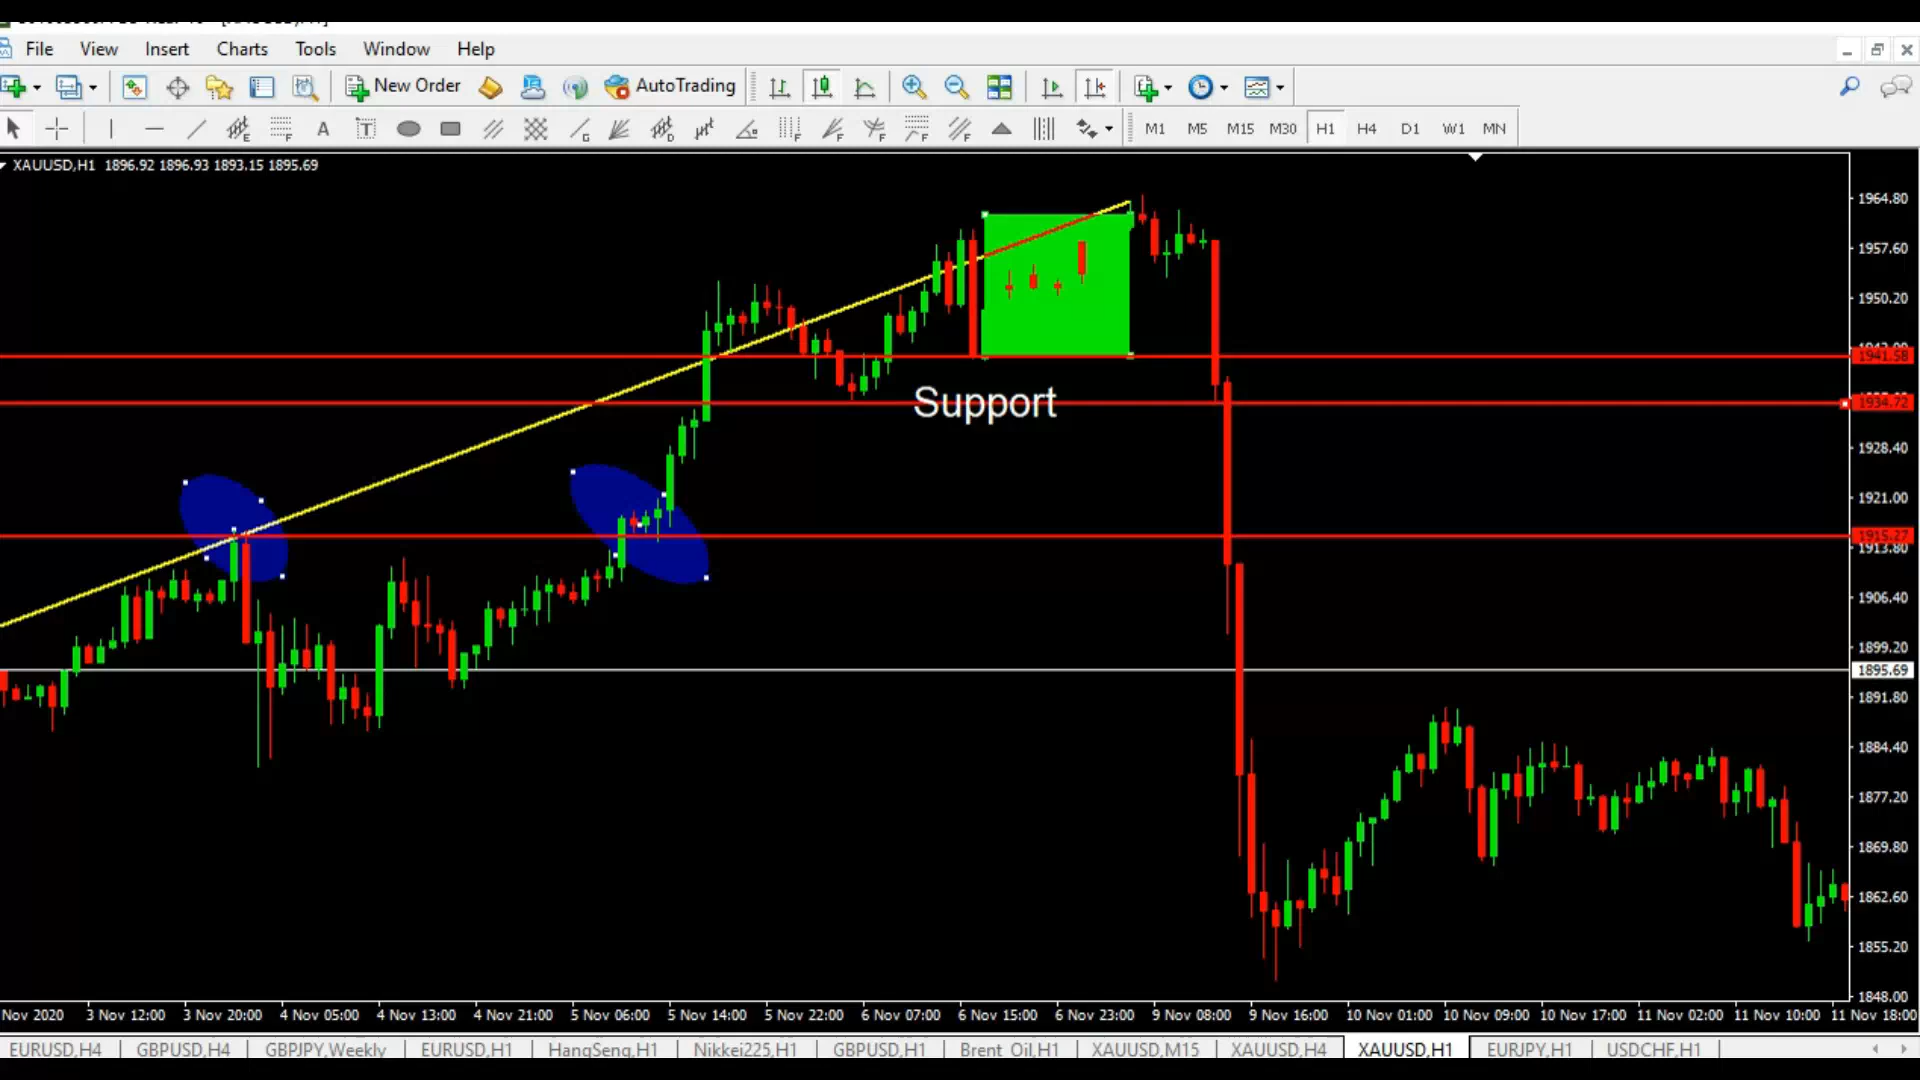 File View Insert Charts Tools Window Help
New Order AutoTrading
A T M1 M5 M15 M30 H1 H4 D1 W1 MN
XAUUSD,H1 1896.92 1896.93 1893.15 1895.69
1964.80
1957.60
1950.20
1941.58
Support
1934.72
1928.40
1921.00
1915.27
1913.80
1906.40
1899.20
1895.69
1891.80
1884.40
1877.20
1869.80
1862.60
1855.20
1848.00
Nov 2020 3 Nov 12:00 3 Nov 20:00 4 Nov 05:00 4 Nov 13:00 4 Nov 21:00 5 Nov 06:00 5 Nov 14:00 5 Nov 22:00 6 Nov 07:00 6 Nov 15:00 6 Nov 23:00 9 Nov 08:00 9 Nov 16:00 10 Nov 01:00 10 Nov 09:00 10 Nov 17:00 11 Nov 02:00 11 Nov 10:00 11 Nov 18:00
EURUSD,H4 GBPUSD,H4 GBPJPY,Weekly EURUSD,H1 HangSeng,H1 Nikkei225,H1 GBPUSD,H1 Brent_Oil,H1 XAUUSD,M15 XAUUSD,H4 XAUUSD,H1 EURJPY,H1 USDCHF,H1